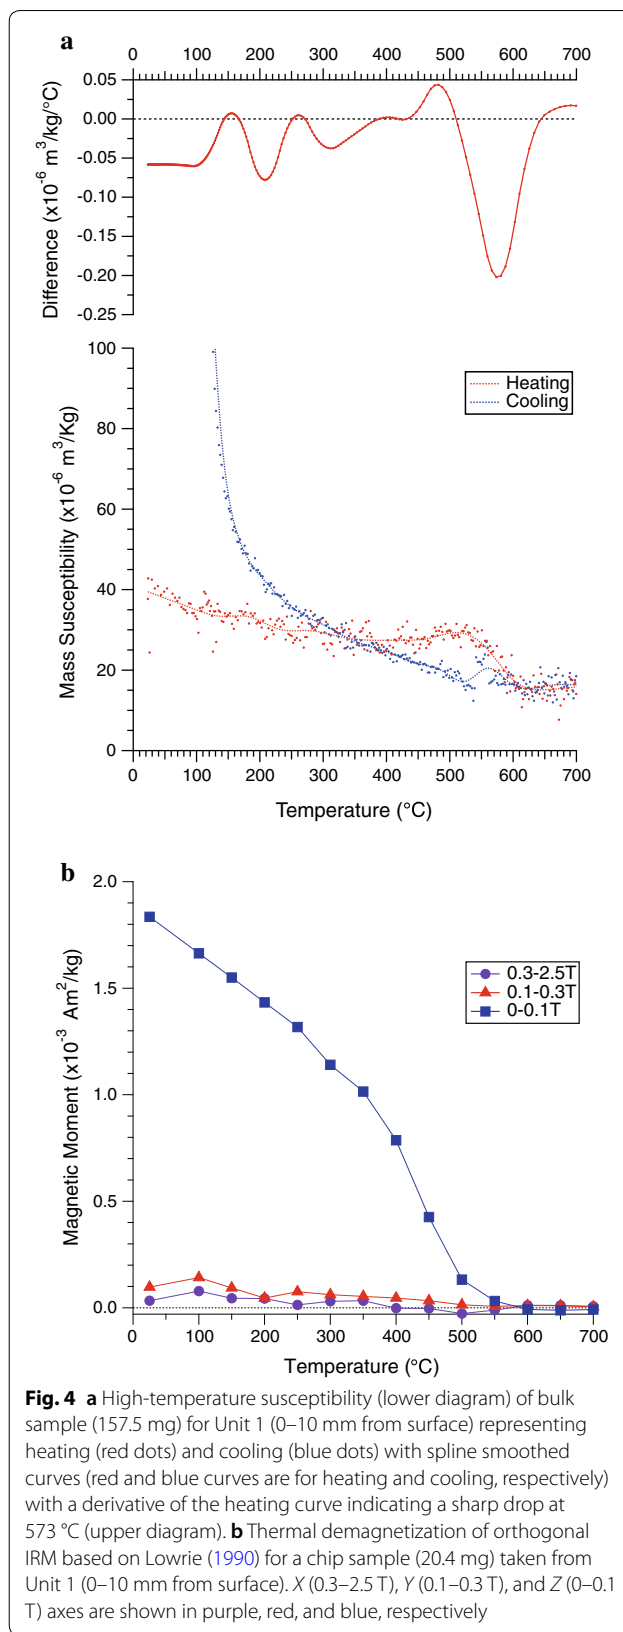 a
0 100 200 300 400 500 600 700
0.05
0.00
-0.05
-0.10
-0.15
-0.20
-0.25
Difference (x10-6 m3/kg/°C)
100
80
60
40
20
0
Mass Susceptibility (x10-6 m3/Kg)
Heating
Cooling
0 100 200 300 400 500 600 700
Temperature (°C)
b
2.0
1.5
1.0
0.5
0.0
Magnetic Moment (x10-3 Am2/kg)
0.3-2.5T
0.1-0.3T
0-0.1T
0 100 200 300 400 500 600 700
Temperature (°C)
Fig. 4 a High-temperature susceptibility (lower diagram) of bulk
sample (157.5 mg) for Unit 1 (0–10 mm from surface) representing
heating (red dots) and cooling (blue dots) with spline smoothed
curves (red and blue curves are for heating and cooling, respectively)
with a derivative of the heating curve indicating a sharp drop at
573 °C (upper diagram). b Thermal demagnetization of orthogonal
IRM based on Lowrie (1990) for a chip sample (20.4 mg) taken from
Unit 1 (0–10 mm from surface). X (0.3–2.5 T), Y (0.1–0.3 T), and Z (0–0.1
T) axes are shown in purple, red, and blue, respectively